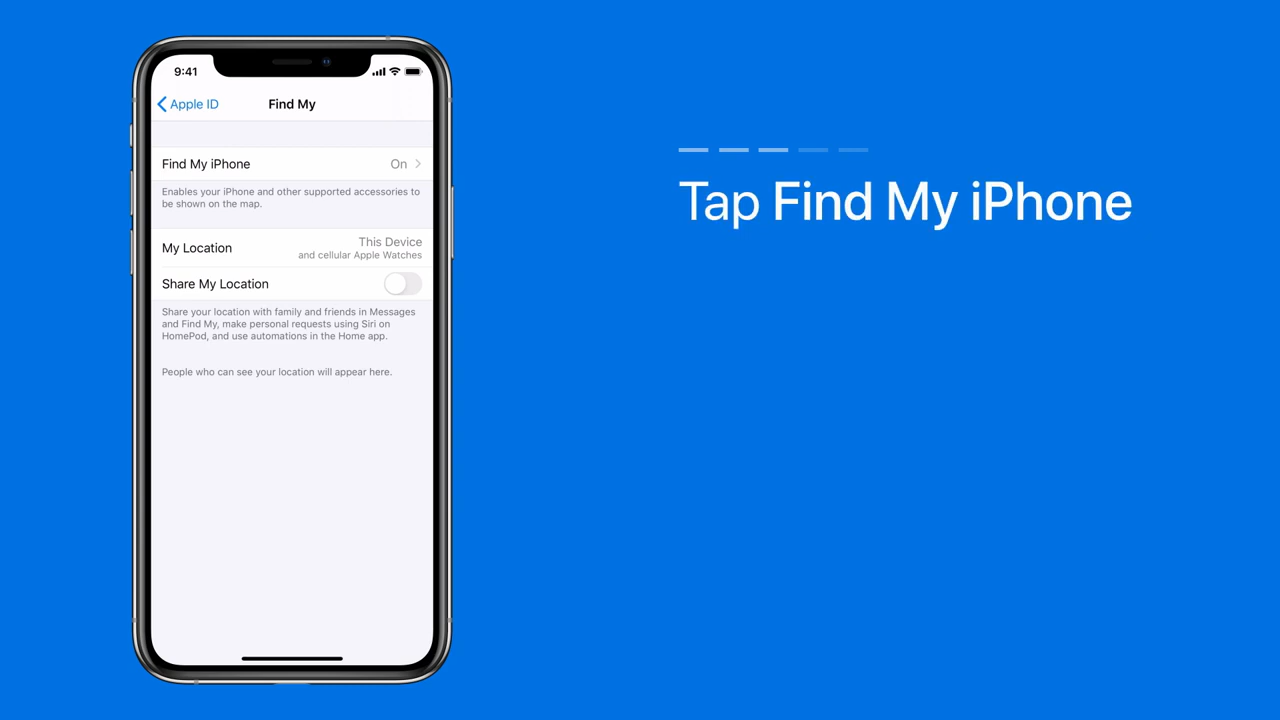 9:41
Apple ID
Find My
Find My iPhone
On
Enables your iPhone and other supported accessories to
be shown on the map.
My Location
This Device
and cellular Apple Watches
Share My Location
Share your location with family and friends in Messages
and Find My, make personal requests using Siri on
HomePod, and use automations in the Home app.
People who can see your location will appear here.
Tap Find My iPhone